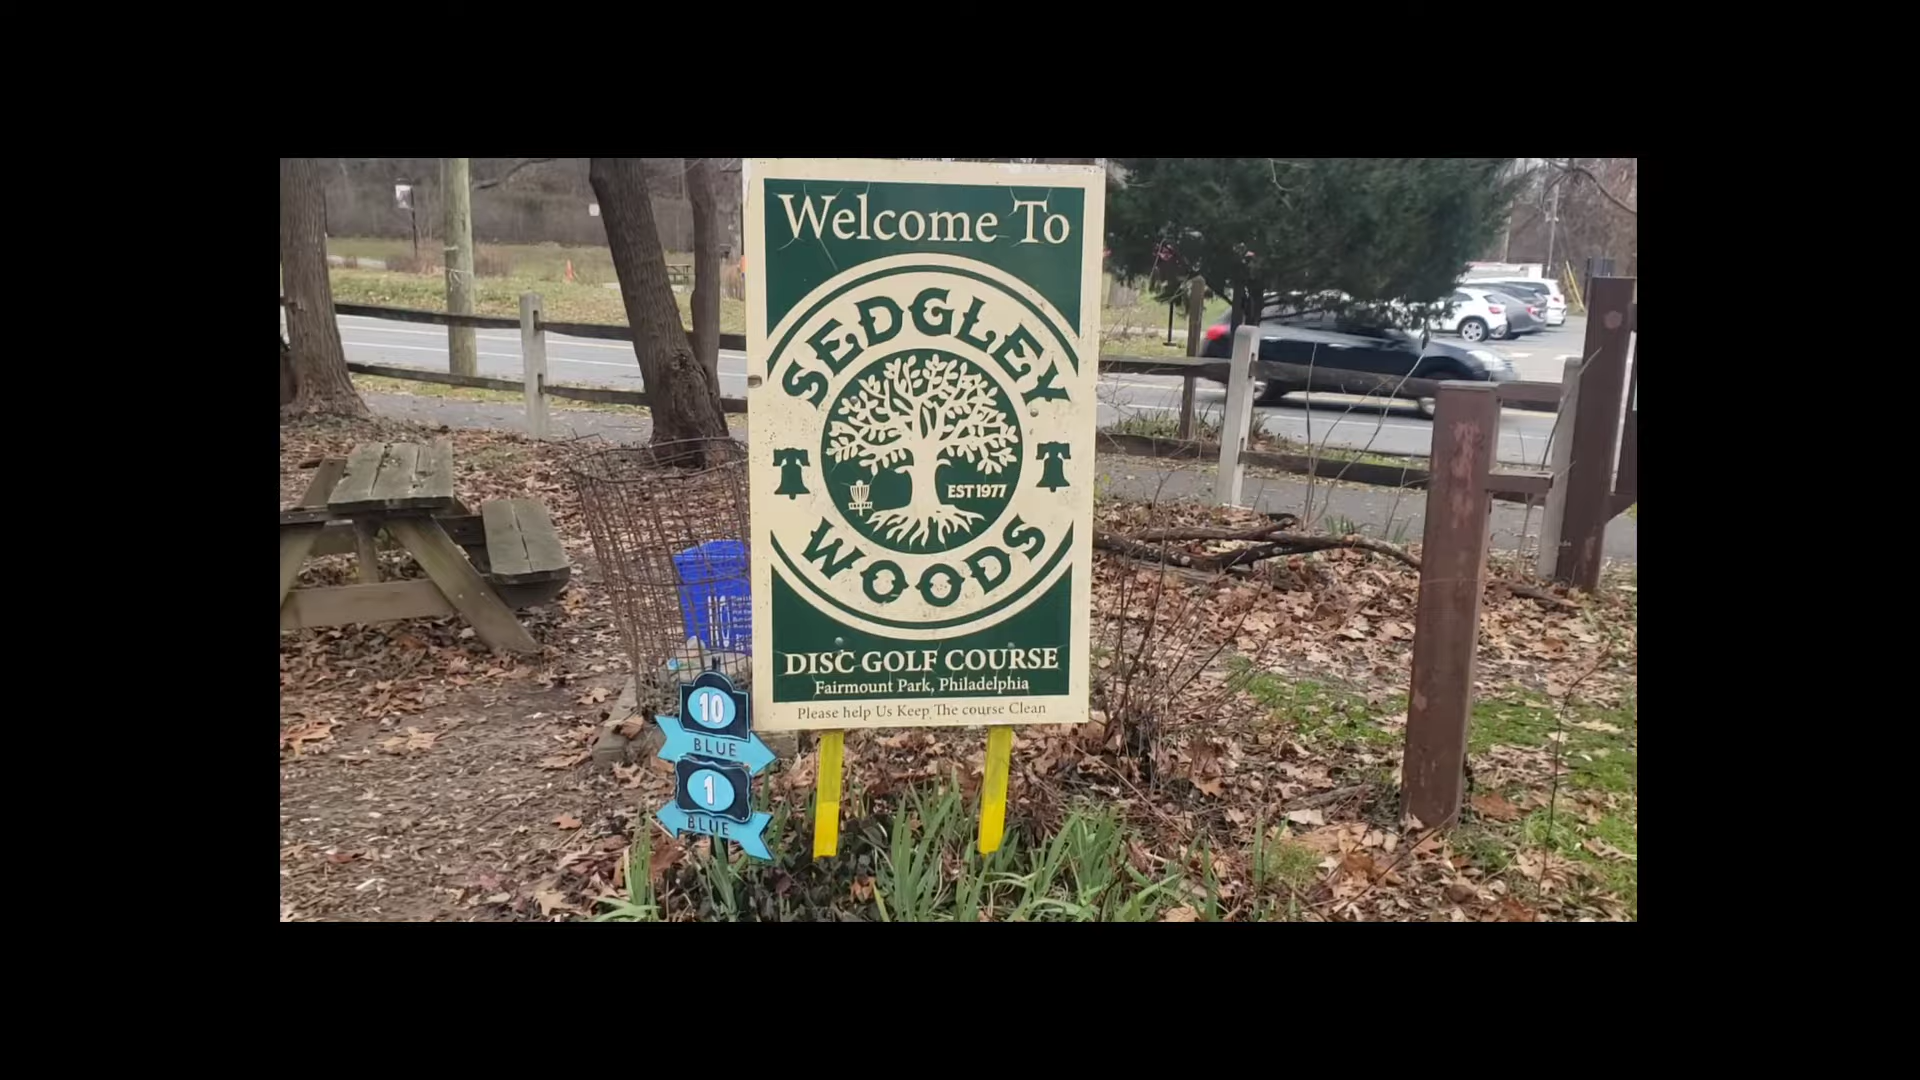 Welcome To
SEDGLEY
EST 1977
WOODS
DISC GOLF COURSE
Fairmount Park, Philadelphia
Please help Us Keep The course Clean
10
BLUE
1
BLUE